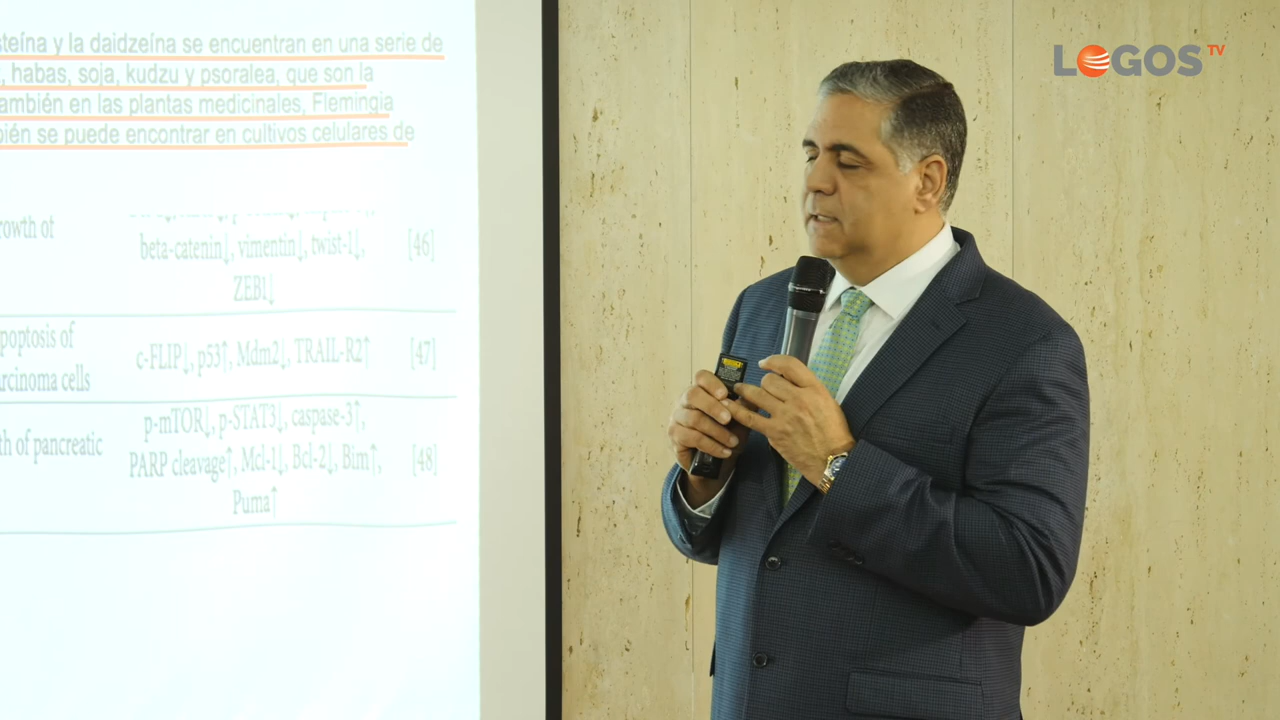 LOGOS TV
steína y la daidzeína se encuentran en una serie de
, habas, soja, kudzu y psoralea, que son la
también en las plantas medicinales, Flemingia
bién se puede encontrar en cultivos celulares de
rowth of
beta-catenin↓, vimentin↓, twist-1↓,
ZEB1↓
[46]
poptosis of
rcinoma cells
c-FLIP↓, p53↑, Mdm2↓, TRAIL-R2↑
[47]
th of pancreatic
p-mTOR↓, p-STAT3↓, caspase-3↑,
PARP cleavage↑, Mcl-1↓, Bcl-2↓, Bim↑,
Puma↑
[48]